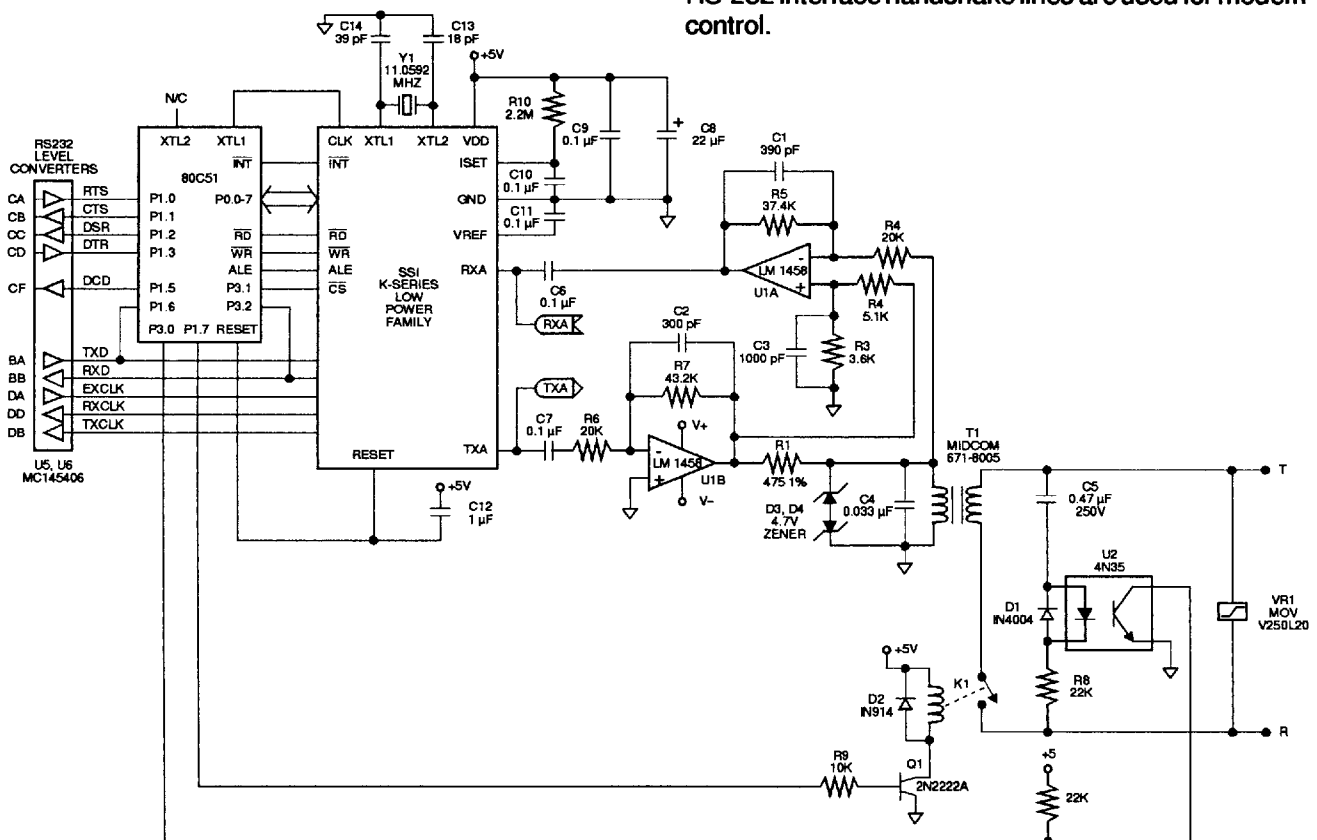 RS-232 interface handshake lines are used for modem
control.
C14
39 pF
C13
18 pF
Y1
11.0592
MHZ
+5V
N/C
R10
2.2M
C9
0.1 µF
+
C8
22 µF
C1
390 pF
RS232
LEVEL
CONVERTERS
XTL2
XTL1
CLK
XTL1
XTL2
VDD
INT
INT
ISET
80C51
C10
0.1 µF
R5
37.4K
CA
RTS
P1.0
P0.0-7
GND
CB
CTS
P1.1
C11
0.1 µF
R4
20K
CC
DSR
P1.2
RD
RD
VREF
CD
DTR
P1.3
WR
WR
ALE
ALE
SSI
K-SERIES
LOW
POWER
FAMILY
RXA
-
LM 1458
+
U1A
CF
DCD
P1.5
P3.1
CS
C6
0.1 µF
R4
5.1K
P1.6
P3.2
RXA
C2
300 pF
C3
1000 pF
R3
3.6K
P3.0
P1.7
RESET
BA
TXD
R7
43.2K
BB
RXD
DA
EXCLK
TXA
DD
RXCLK
C7
0.1 µF
R6
20K
V+
DB
TXCLK
T1
MIDCOM
671-8005
RESET
TXA
-
LM 1458
+
U1B
R1
475 1%
U5, U6
MC145406
V-
T
+5V
C12
1 µF
D3, D4
4.7V
ZENER
C4
0.033 µF
C5
0.47 µF
250V
U2
4N35
D1
IN4004
VR1
MOV
V250L20
+5V
K1
R8
22K
D2
IN914
R
R9
10K
Q1
2N2222A
+5
22K